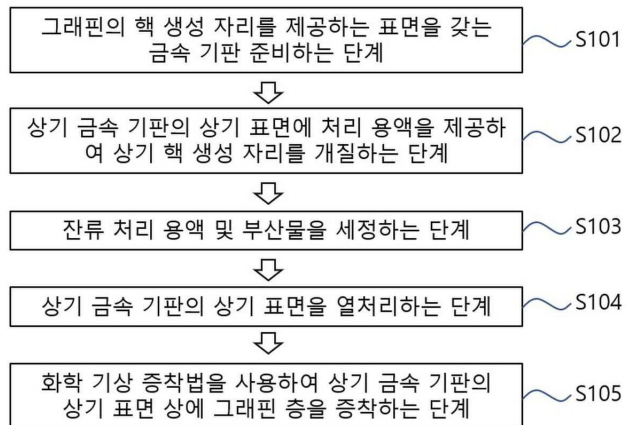 그래핀의 핵 생성 자리를 제공하는 표면을 갖는
금속 기판 준비하는 단계
S101
상기 금속 기판의 상기 표면에 처리 용액을 제공하
여 상기 핵 생성 자리를 개질하는 단계
S102
잔류 처리 용액 및 부산물을 세정하는 단계
S103
상기 금속 기판의 상기 표면을 열처리하는 단계
S104
화학 기상 증착법을 사용하여 상기 금속 기판의
상기 표면 상에 그래핀 층을 증착하는 단계
S105